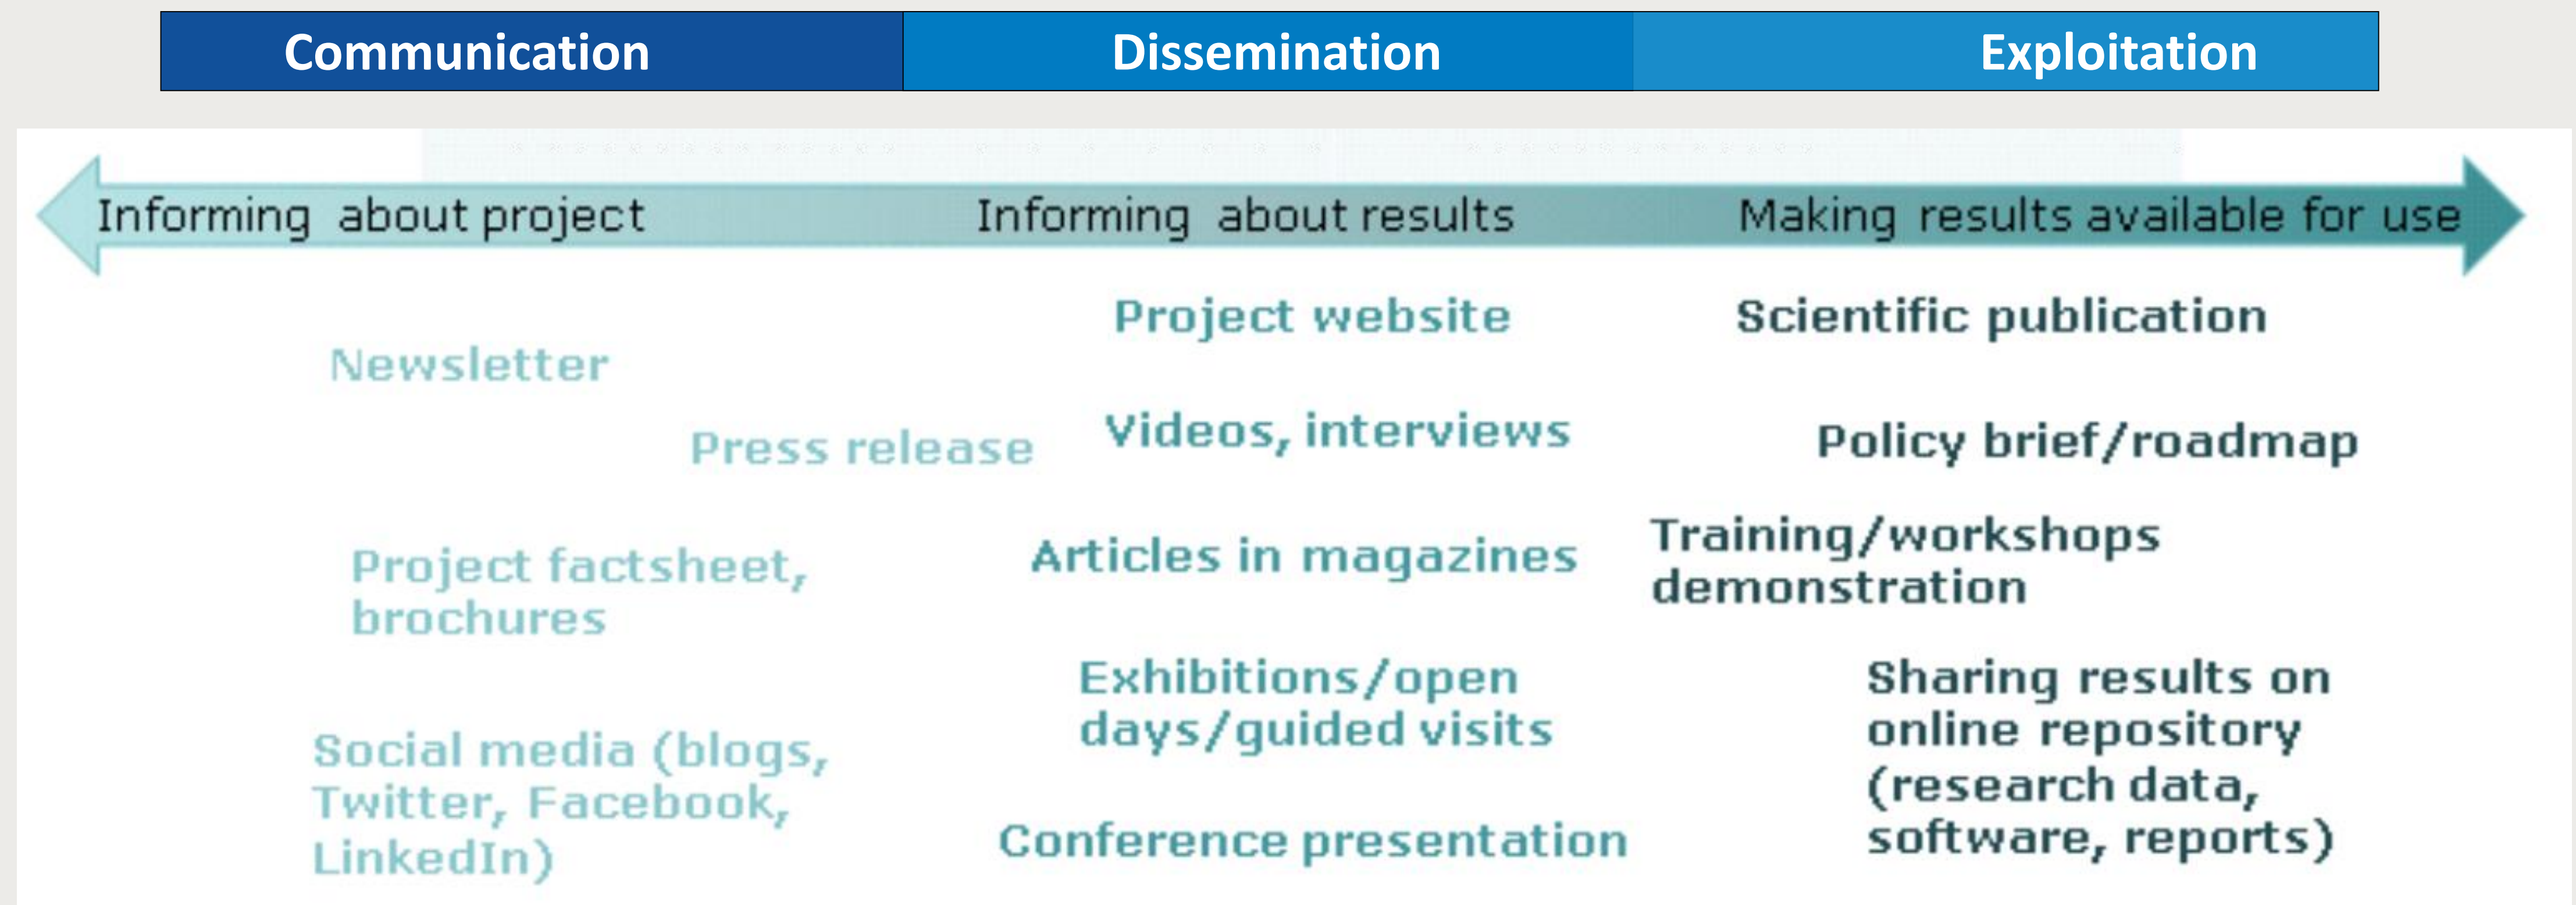 Communication
Dissemination
Exploitation
Informing about project
Informing about results
Making results available for use
Newsletter
Press release
Project factsheet,
brochures
Social media (blogs,
Twitter, Facebook,
LinkedIn)
Project website
Videos, interviews
Articles in magazines
Exhibitions/open
days/guided visits
Conference presentation
Scientific publication
Policy brief/roadmap
Training/workshops
demonstration
Sharing results on
online repository
(research data,
software, reports)